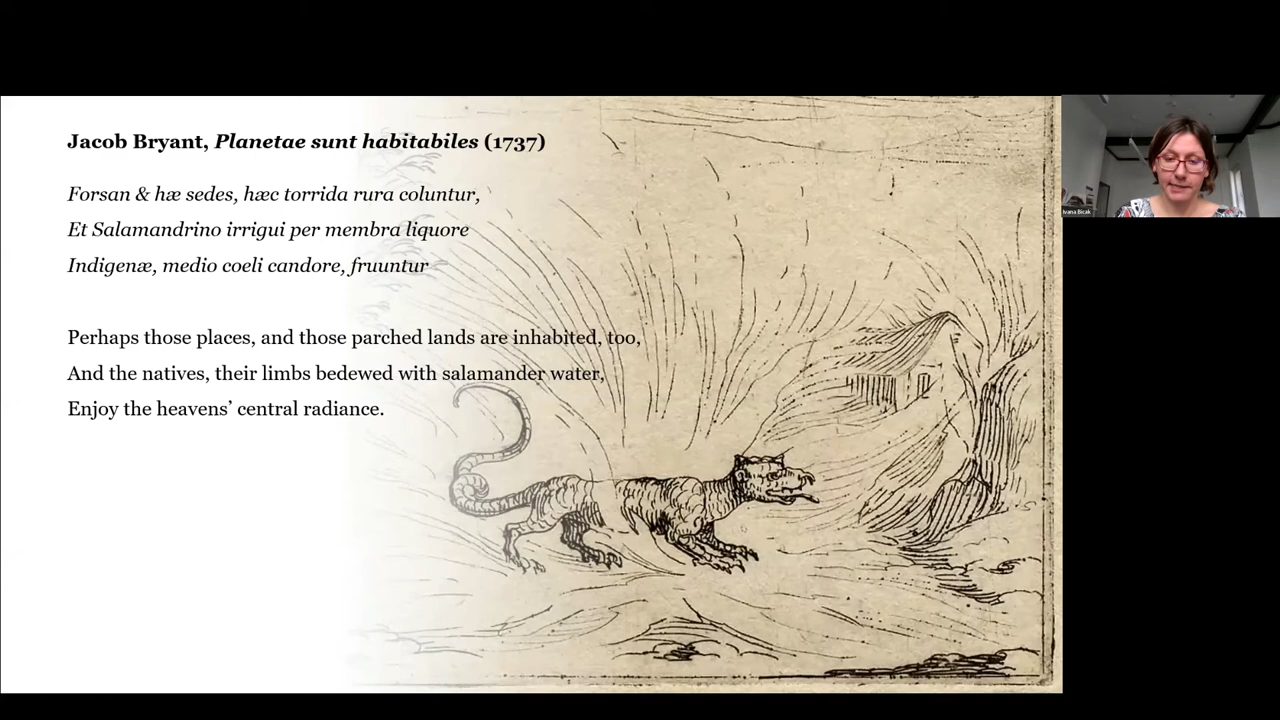 Jacob Bryant, Planetae sunt habitabiles (1737)
Forsan & hæ sedes, hæc torrida rura coluntur,
Et Salamandrino irrigui per membra liquore
Indigenæ, medio coeli candore, fruuntur
Perhaps those places, and those parched lands are inhabited, too,
And the natives, their limbs bedewed with salamander water,
Enjoy the heavens’ central radiance.
Ivana Bicak